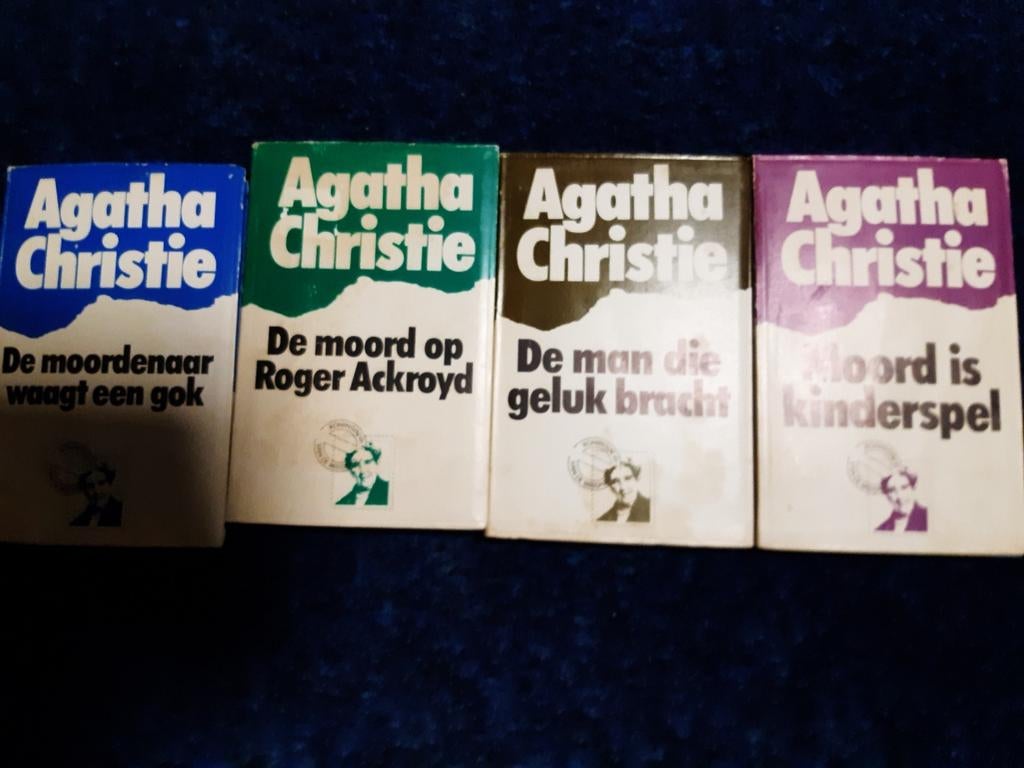 Agatha
Christie
De moordenaar
waagt een gok
Agatha
Christie
De moord op
Roger Ackroyd
Agatha
Christie
De man die
geluk bracht
Agatha
Christie
Moord is
kinderspel